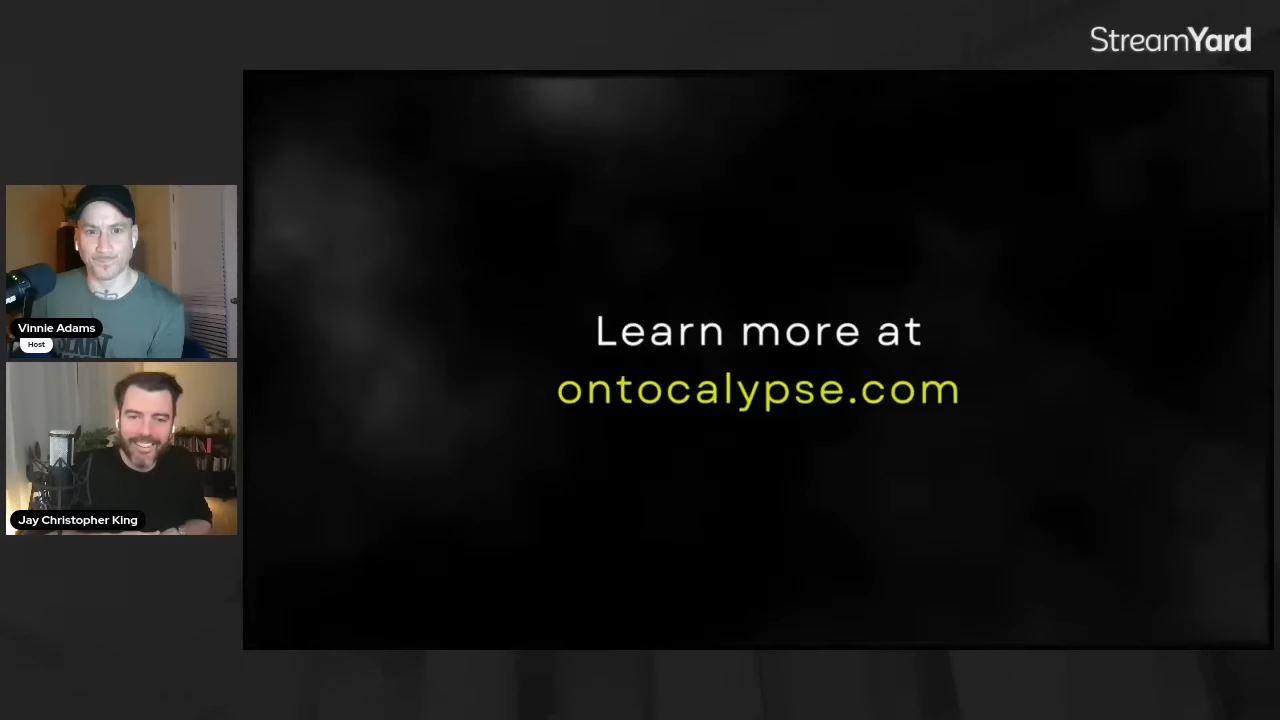 StreamYard
Vinnie Adams
Host
Jay Christopher King
Learn more at
ontocalypse.com